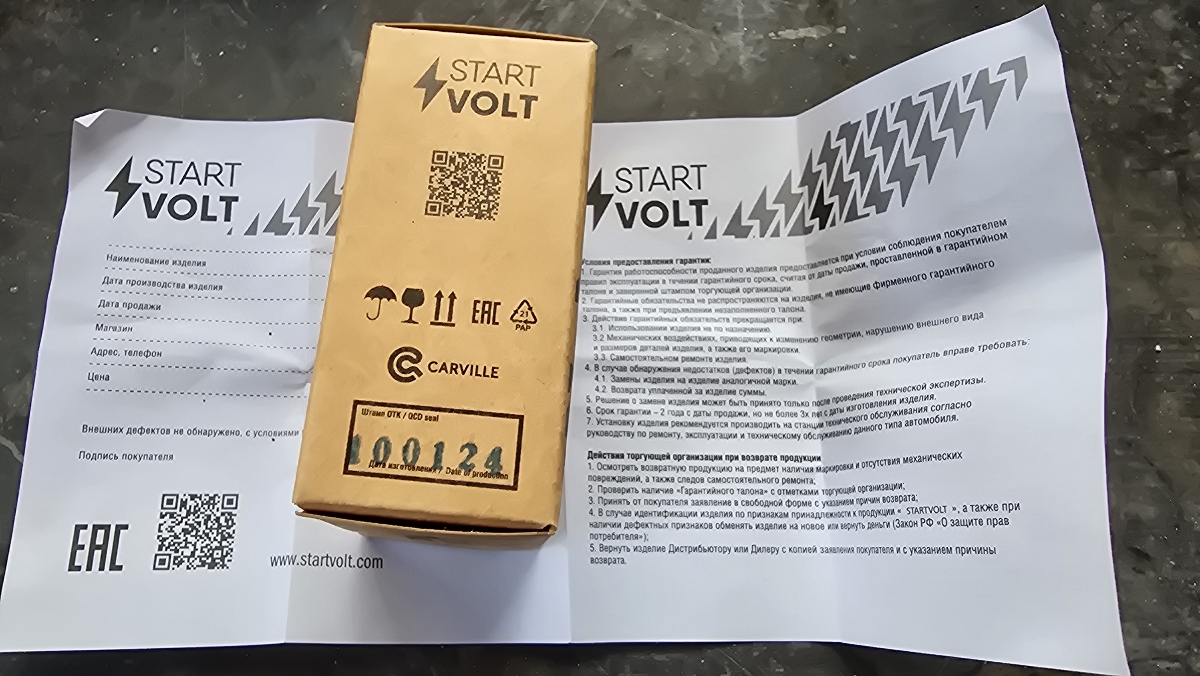 START
VOLT
Наименование изделия
Дата производства изделия
Дата продажи
Магазин
Адрес, телефон
Цена
Внешних дефектов не обнаружено, с условиями
Подпись покупателя
EAC
www.startvolt.com
START
VOLT
EAC
21
PAP
CARVILLE
Штамп ОТК / QCD seal
100124
Дата изготовления / Date of production
START
VOLT
Условия предоставления гарантии:
1. Гарантия работоспособности проданного изделия предоставляется при условии соблюдения покупателем
правил эксплуатации в течении гарантийного срока, считая от даты продажи, проставленной в гарантийном
талоне и заверенной штампом торгующей организации.
2. Гарантийные обязательства не распространяются на изделия, не имеющие фирменного гарантийного
талона, а также при предъявлении незаполненного талона.
3. Действия гарантийных обязательств прекращается при:
3.1. Использовании изделия не по назначению.
3.2 Механических воздействиях, приводящих к изменению геометрии, нарушению внешнего вида
и размеров деталей изделия, а также его маркировки.
3.3. Самостоятельном ремонте изделия.
4. В случае обнаружения недостатков (дефектов) в течении гарантийного срока покупатель вправе требовать:
4.1. Замены изделия на изделие аналогичной марки.
4.2. Возврата уплаченной за изделие суммы.
5. Решение о замене изделия может быть принято только после проведения технической экспертизы.
6. Срок гарантии – 2 года с даты продажи, но не более 3х лет с даты изготовления изделия.
7. Установку изделия рекомендуется производить на станции технического обслуживания согласно
руководству по ремонту, эксплуатации и техническому обслуживанию данного типа автомобиля.
Действия торгующей организации при возврате продукции
1. Осмотреть возвратную продукцию на предмет наличия маркировки и отсутствия механических
повреждений, а также следов самостоятельного ремонта;
2. Проверить наличие «Гарантийного талона» с отметками торгующей организации;
3. Принять от покупателя заявление в свободной форме с указанием причин возврата;
4. В случае идентификации изделия по признакам принадлежности к продукции « STARTVOLT », а также при
наличии дефектных признаков обменять изделие на новое или вернуть деньги (Закон РФ «О защите прав
потребителя»);
5. Вернуть изделие Дистрибьютору или Дилеру с копией заявления покупателя и с указанием причины
возврата.